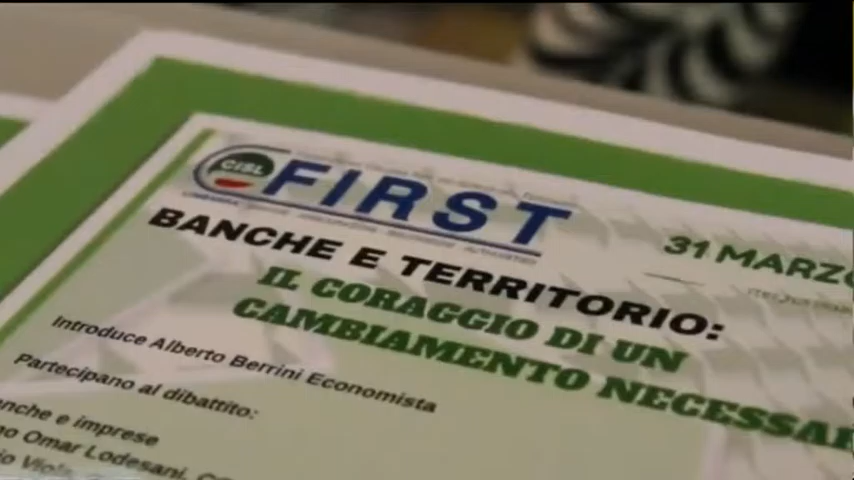 CISL
FIRST
31 MARZO
BANCHE E TERRITORIO:
IL CORAGGIO DI UN
CAMBIAMENTO NECESSAR
Introduce Alberto Berrini Economista
Partecipano al dibattito:
anche e imprese
Omar Lodesani,